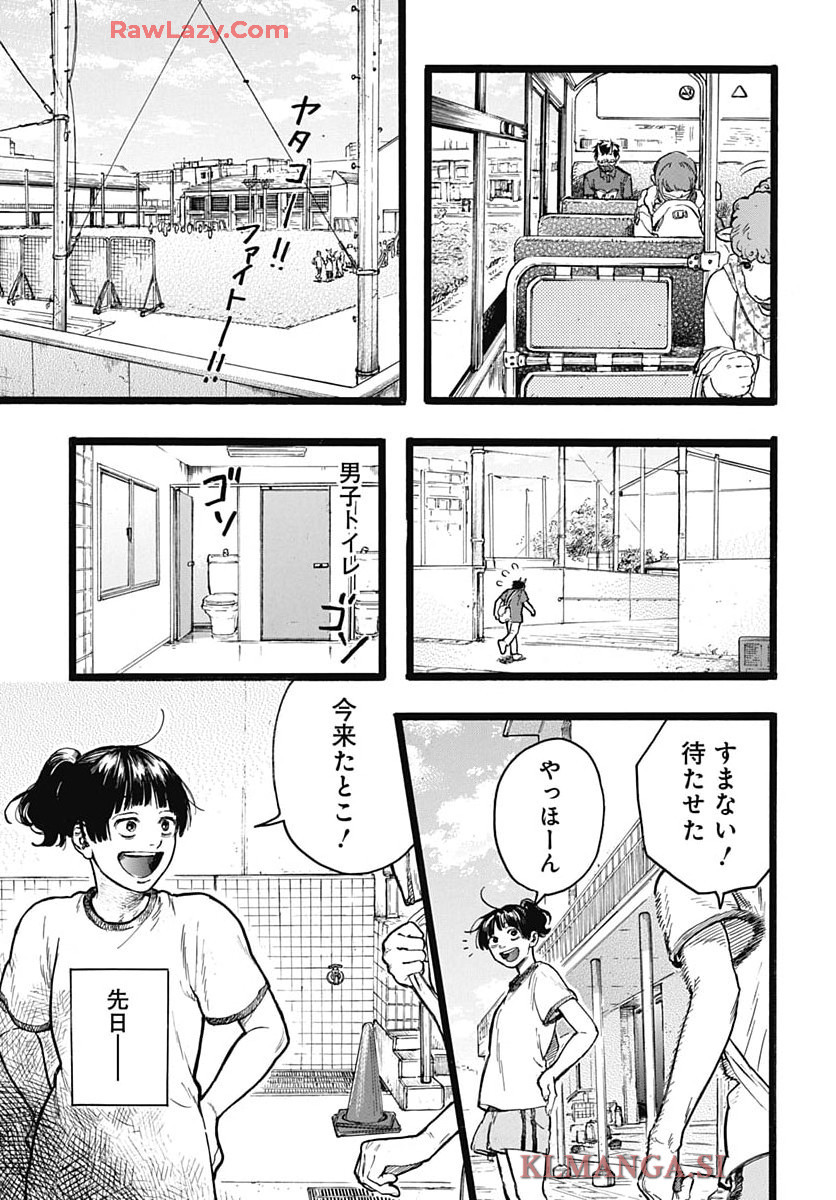 RawLazy.Com
ヤタコー!!
ファイトー!!
男子トイレ
ゴソ
ゴソ
すまない!
待たせた
やっほーん
今来たとこ!
先日――
KLMANGA.SI